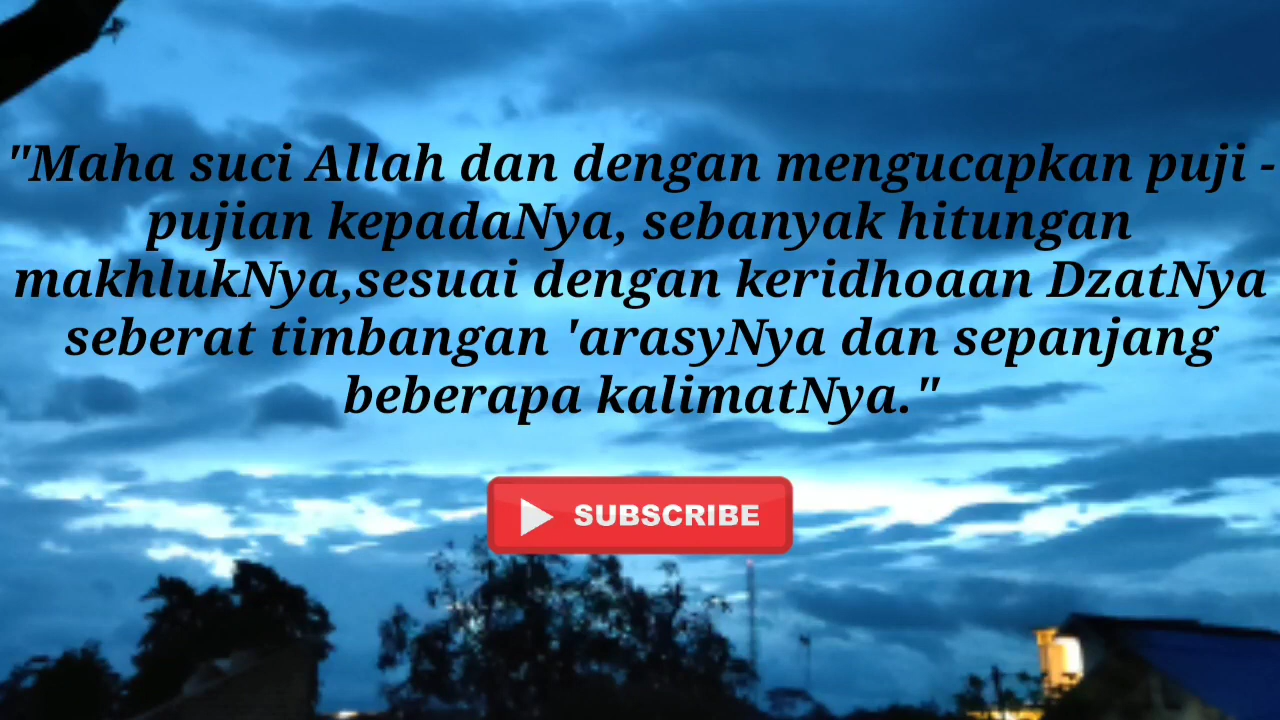 "Maha suci Allah dan dengan mengucapkan puji -
pujian kepadaNya, sebanyak hitungan
makhlukNya,sesuai dengan keridhoaan DzatNya
seberat timbangan 'arasyNya dan sepanjang
beberapa kalimatNya."
SUBSCRIBE